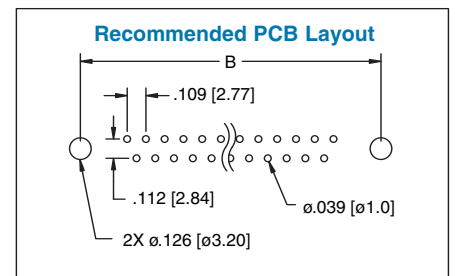 Recommended PCB Layout
B
.109 [2.77]
.112 [2.84]
ø.039 [ø1.0]
2X ø.126 [ø3.20]